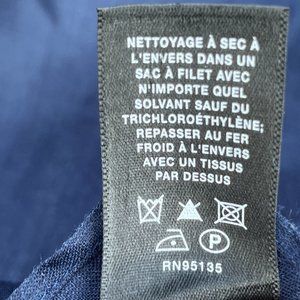 NETTOYAGE À SEC À
L'ENVERS DANS UN
SAC À FILET AVEC
N'IMPORTE QUEL
SOLVANT SAUF DU
TRICHLOROÉTHYLÈNE;
REPASSER AU FER
FROID À L'ENVERS
AVEC UN TISSUS
PAR DESSUS
P
RN95135